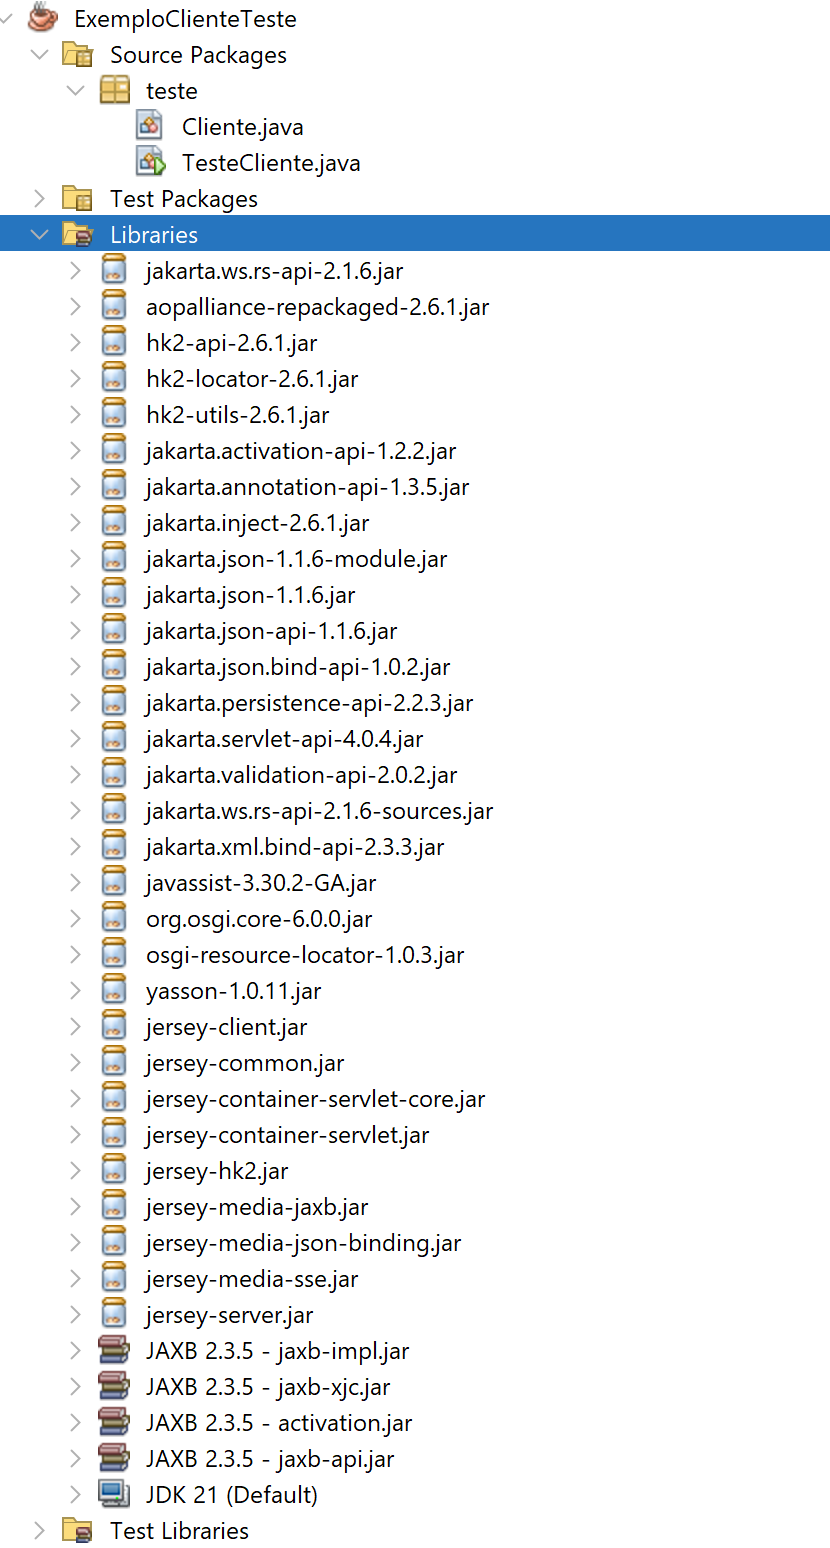 ExemploClienteTeste
Source Packages
teste
Cliente.java
TesteCliente.java
Test Packages
Libraries
jakarta.ws.rs-api-2.1.6.jar
aopalliance-repackaged-2.6.1.jar
hk2-api-2.6.1.jar
hk2-locator-2.6.1.jar
hk2-utils-2.6.1.jar
jakarta.activation-api-1.2.2.jar
jakarta.annotation-api-1.3.5.jar
jakarta.inject-2.6.1.jar
jakarta.json-1.1.6-module.jar
jakarta.json-1.1.6.jar
jakarta.json-api-1.1.6.jar
jakarta.json.bind-api-1.0.2.jar
jakarta.persistence-api-2.2.3.jar
jakarta.servlet-api-4.0.4.jar
jakarta.validation-api-2.0.2.jar
jakarta.ws.rs-api-2.1.6-sources.jar
jakarta.xml.bind-api-2.3.3.jar
javassist-3.30.2-GA.jar
org.osgi.core-6.0.0.jar
osgi-resource-locator-1.0.3.jar
yasson-1.0.11.jar
jersey-client.jar
jersey-common.jar
jersey-container-servlet-core.jar
jersey-container-servlet.jar
jersey-hk2.jar
jersey-media-jaxb.jar
jersey-media-json-binding.jar
jersey-media-sse.jar
jersey-server.jar
JAXB 2.3.5 - jaxb-impl.jar
JAXB 2.3.5 - jaxb-xjc.jar
JAXB 2.3.5 - activation.jar
JAXB 2.3.5 - jaxb-api.jar
JDK 21 (Default)
Test Libraries